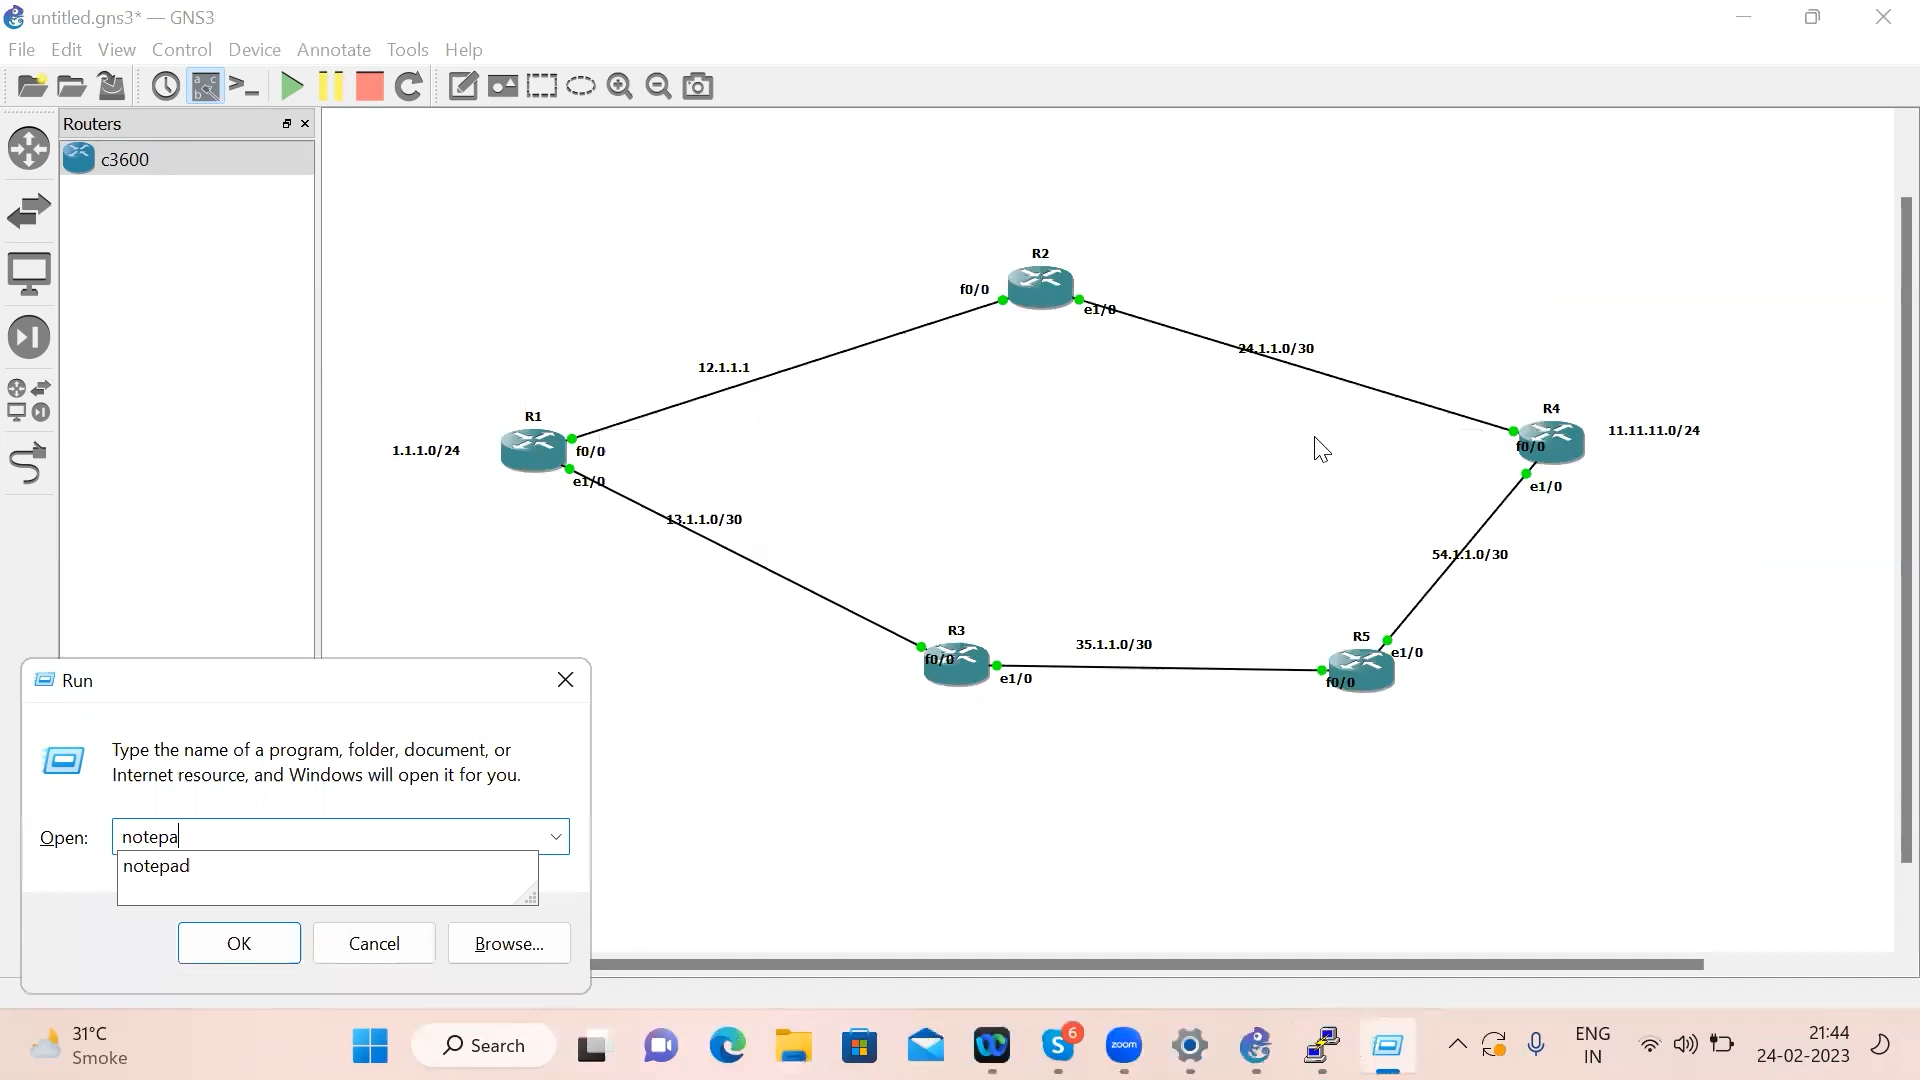 untitled.gns3* — GNS3
File Edit View Control Device Annotate Tools Help
Routers
c3600
R2
f0/0
e1/0
12.1.1.1
24.1.1.0/30
R1
1.1.1.0/24
f0/0
e1/0
R4
11.11.11.0/24
f0/0
e1/0
13.1.1.0/30
54.1.1.0/30
R3
f0/0
e1/0
35.1.1.0/30
R5
e1/0
f0/0
Run
Type the name of a program, folder, document, or
Internet resource, and Windows will open it for you.
Open: notepa
notepad
OK Cancel Browse...
31°C
Smoke
Search
6
zoom
ENG
IN
21:44
24-02-2023